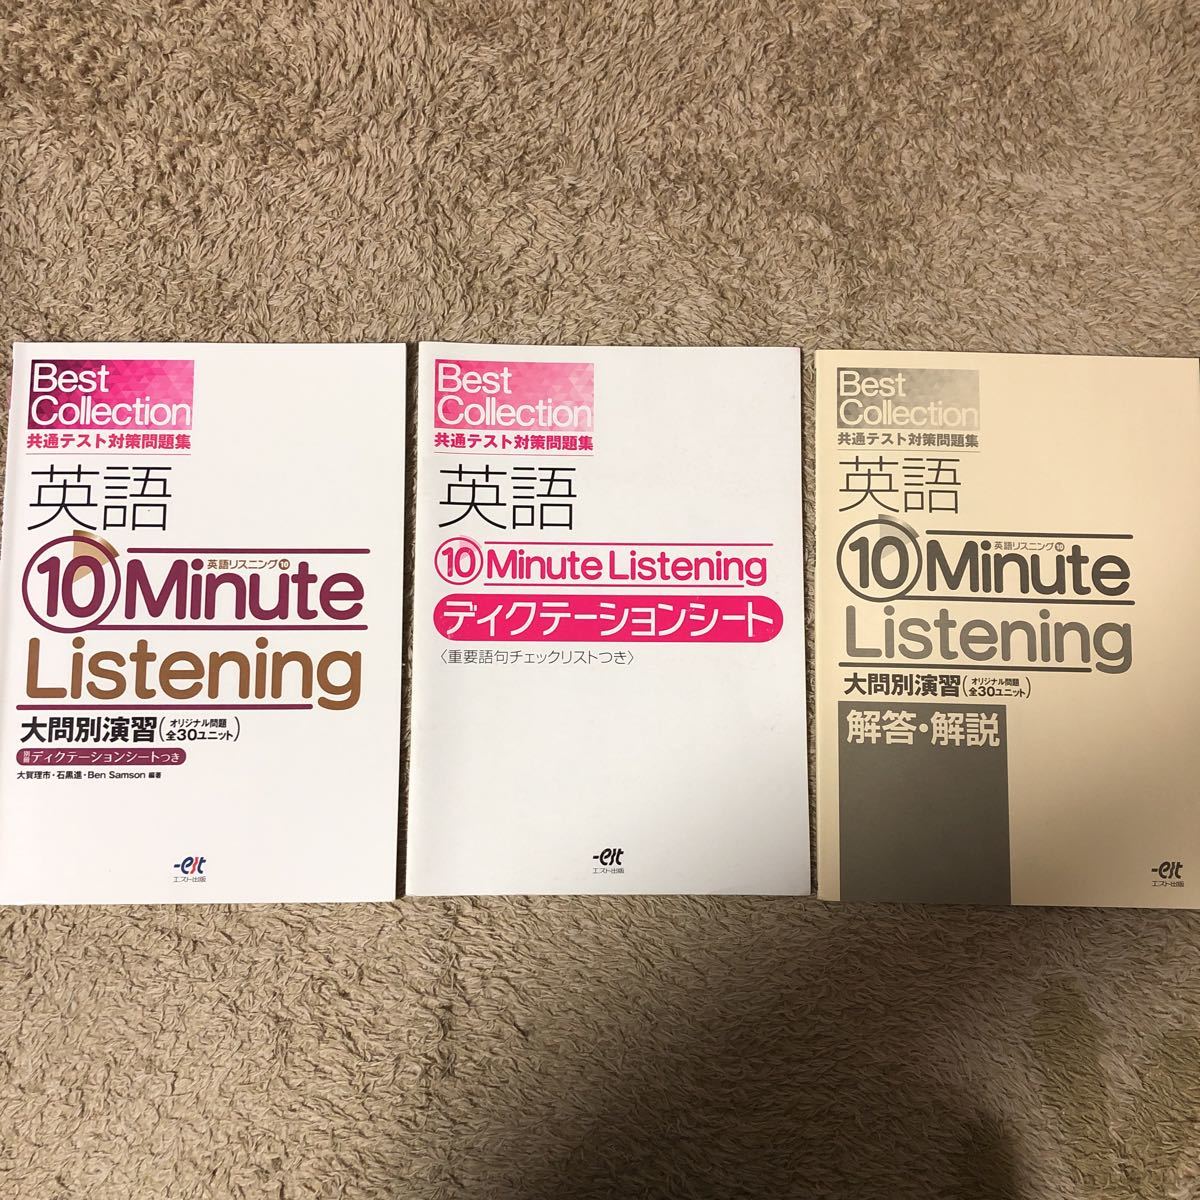 Best
Collection
共通テスト対策問題集
英語
英語リスニング10
10 Minute
Listening
大問別演習(オリジナル問題
全30ユニット)
別冊 ディクテーションシートつき
大賀理市・石黒進・Ben Samson 編著
-est
エスト出版
Best
Collection
共通テスト対策問題集
英語
10 Minute Listening
ディクテーションシート
〈重要語句チェックリストつき〉
-est
エスト出版
Best
Collection
共通テスト対策問題集
英語
英語リスニング10
10 Minute
Listening
大問別演習(オリジナル問題
全30ユニット)
解答・解説
-est
エスト出版